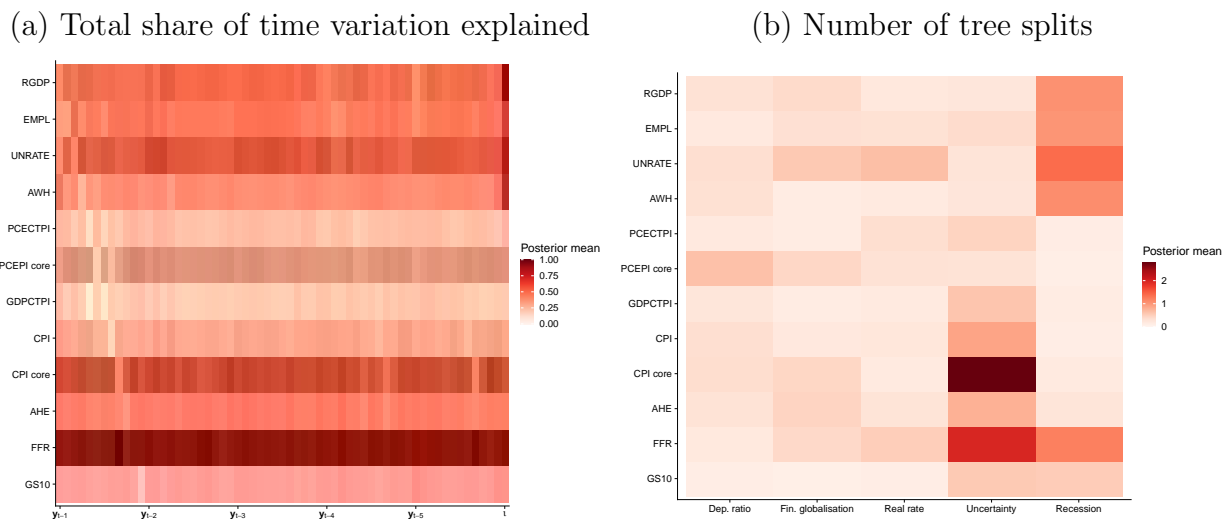 (a) Total share of time variation explained
(b) Number of tree splits
RGDP
EMPL
UNRATE
AWH
PCECTPI
PCEPI core
GDPCTPI
CPI
CPI core
AHE
FFR
GS10
yt−1 yt−2 yt−3 yt−4 yt−5
Posterior mean
1.00
0.75
0.50
0.25
0.00
RGDP
EMPL
UNRATE
AWH
PCECTPI
PCEPI core
GDPCTPI
CPI
CPI core
AHE
FFR
GS10
Dep. ratio Fin. globalisation Real rate Uncertainty Recession
Posterior mean
2
1
0